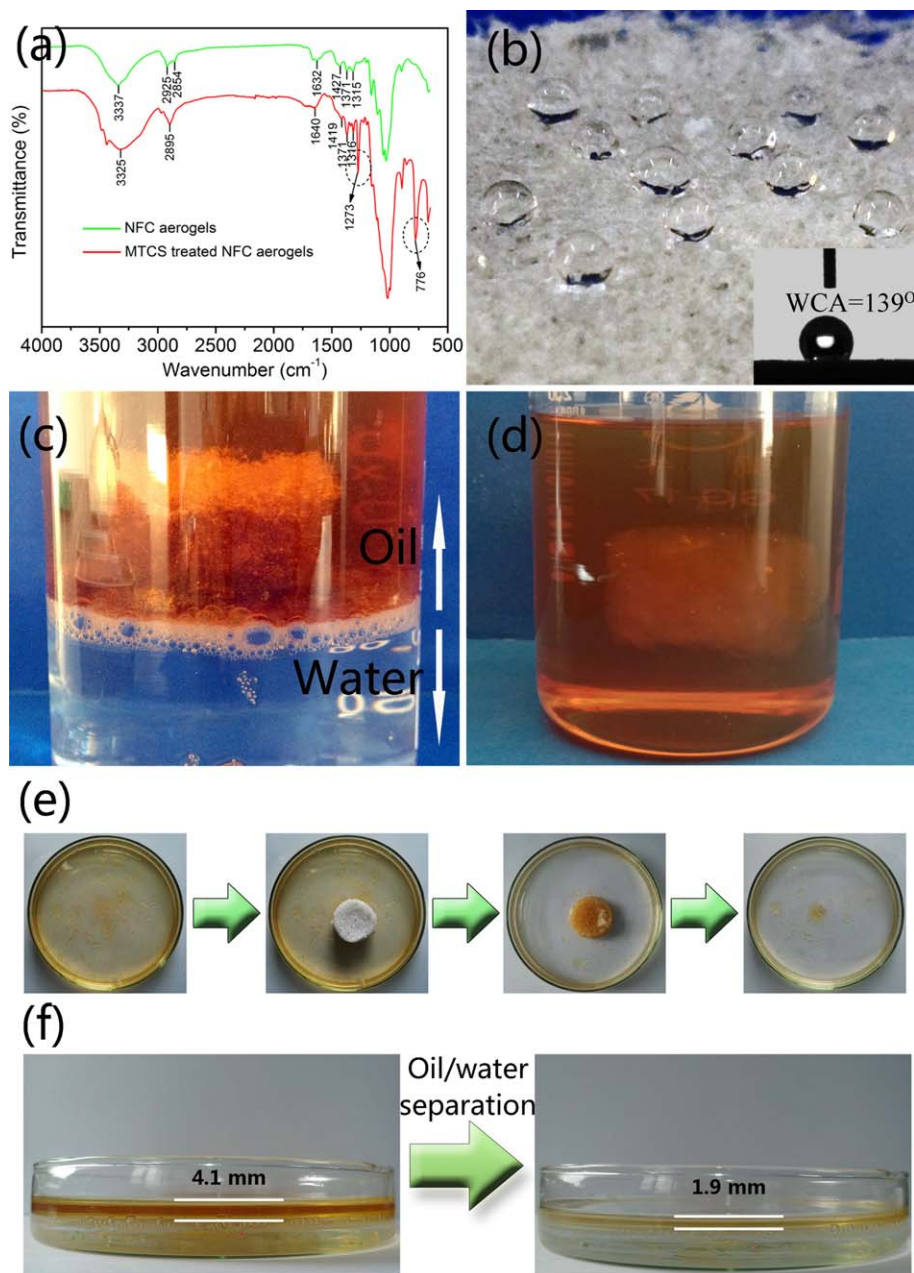 (a)
3337
2925
2854
1632
1427
1371
1315
3325
2895
1640
1419
1371
1316
1273
776
NFC aerogels
MTCS treated NFC aerogels
Transmittance (%)
4000 3500 3000 2500 2000 1500 1000 500
Wavenumber (cm⁻¹)
(b)
WCA=139°
(c)
Oil
Water
(d)
(e)
(f)
4.1 mm
Oil/water
separation
1.9 mm